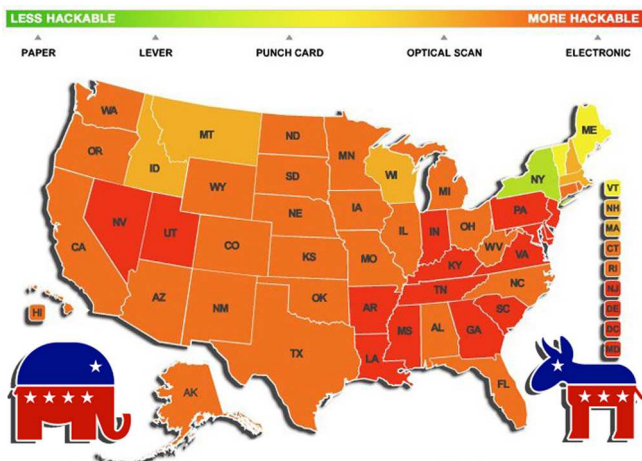 LESS HACKABLE MORE HACKABLE
PAPER LEVER PUNCH CARD OPTICAL SCAN ELECTRONIC
WA
MT
ND
ME
OR
MN
ID
SD
WI
NY
VT
WY
MI
NH
IA
PA
MA
NE
NV
IL
IN
OH
CT
UT
CO
WV
RI
CA
KS
MO
KY
VA
NJ
TN
NC
DE
AZ
NM
OK
AR
SC
DC
HI
MS
AL
GA
MD
TX
LA
AK
FL